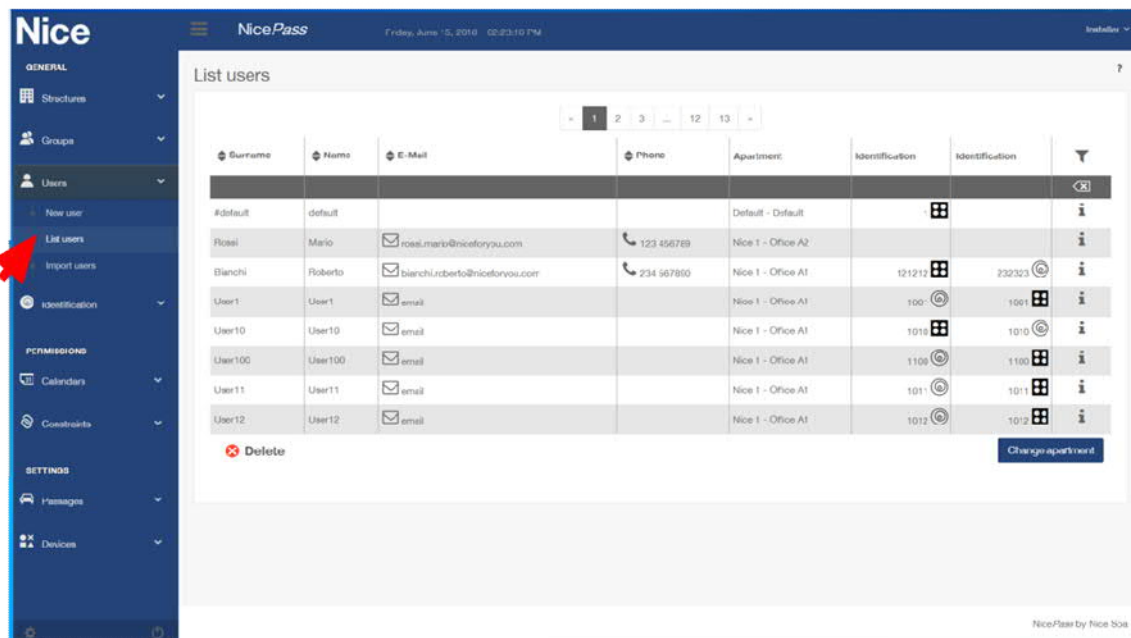 Nice
NicePass
Friday, June 15, 2018 02:23:10 PM
Installer
GENERAL
Structures
Groups
Users
New user
List users
Import users
Identification
PERMISSIONS
Calendars
Constraints
SETTINGS
Passages
Devices
List users
?
« 1 2 3 ... 12 13 »
Surname Name E-Mail Phone Apartment Identification Identification
#default default Default - Default
Rossi Mario rossi.mario@niceforyou.com 123 456789 Nice 1 - Office A2
Bianchi Roberto bianchi.roberto@niceforyou.com 234 567890 Nice 1 - Office A1 121212 232323
User1 User1 email Nice 1 - Office A1 1001 1001
User10 User10 email Nice 1 - Office A1 1010 1010
User100 User100 email Nice 1 - Office A1 1100 1100
User11 User11 email Nice 1 - Office A1 1011 1011
User12 User12 email Nice 1 - Office A1 1012 1012
Delete
Change apartment
NicePass by Nice Spa